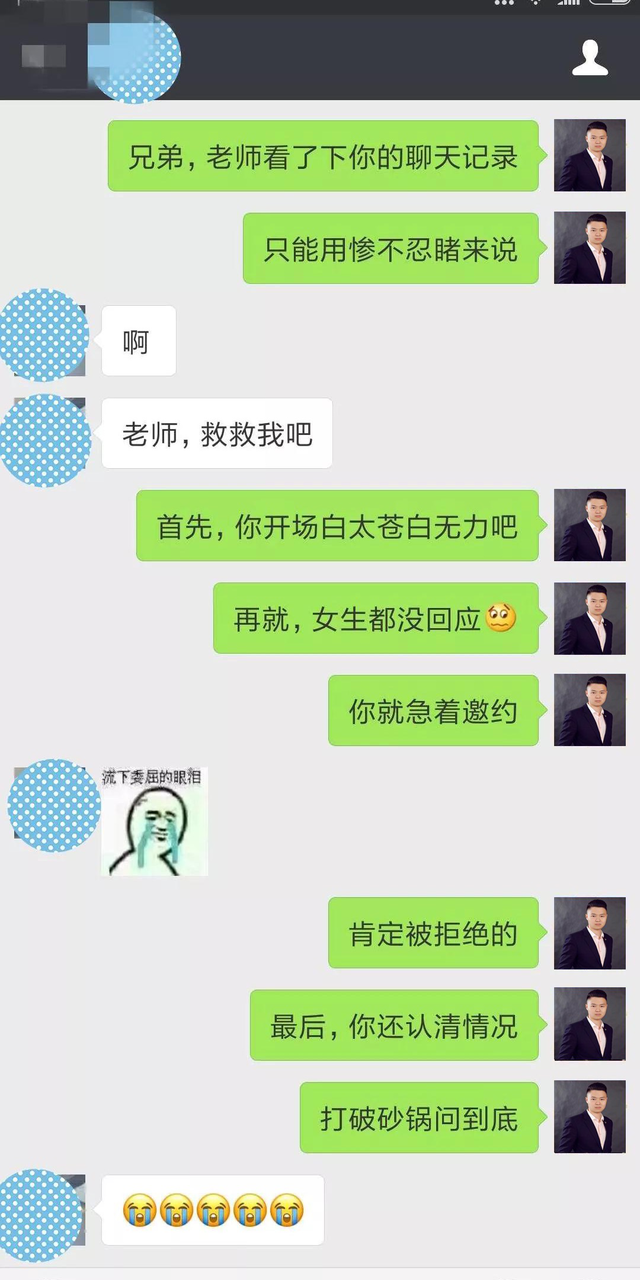 兄弟，老师看了下你的聊天记录
只能用惨不忍睹来说
啊
老师，救救我吧
首先，你开场白太苍白无力吧
再就，女生都没回应🥴
你就急着邀约
流下委屈的眼泪
肯定被拒绝的
最后，你还认清情况
打破砂锅问到底
😭😭😭😭😭